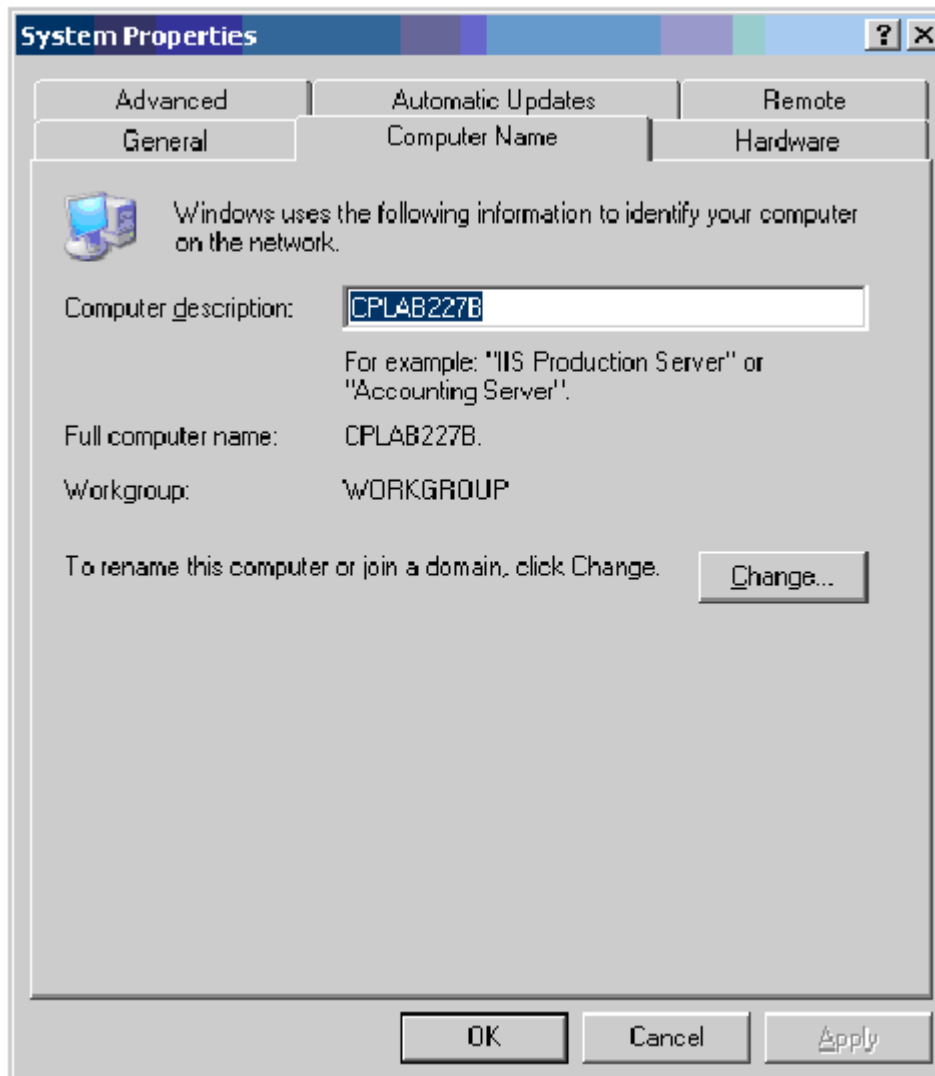 System Properties
Advanced Automatic Updates Remote
General Computer Name Hardware
Windows uses the following information to identify your computer
on the network.
Computer description: CPLAB227B
For example: "IIS Production Server" or
"Accounting Server".
Full computer name: CPLAB227B.
Workgroup: WORKGROUP
To rename this computer or join a domain, click Change. Change...
OK Cancel Apply